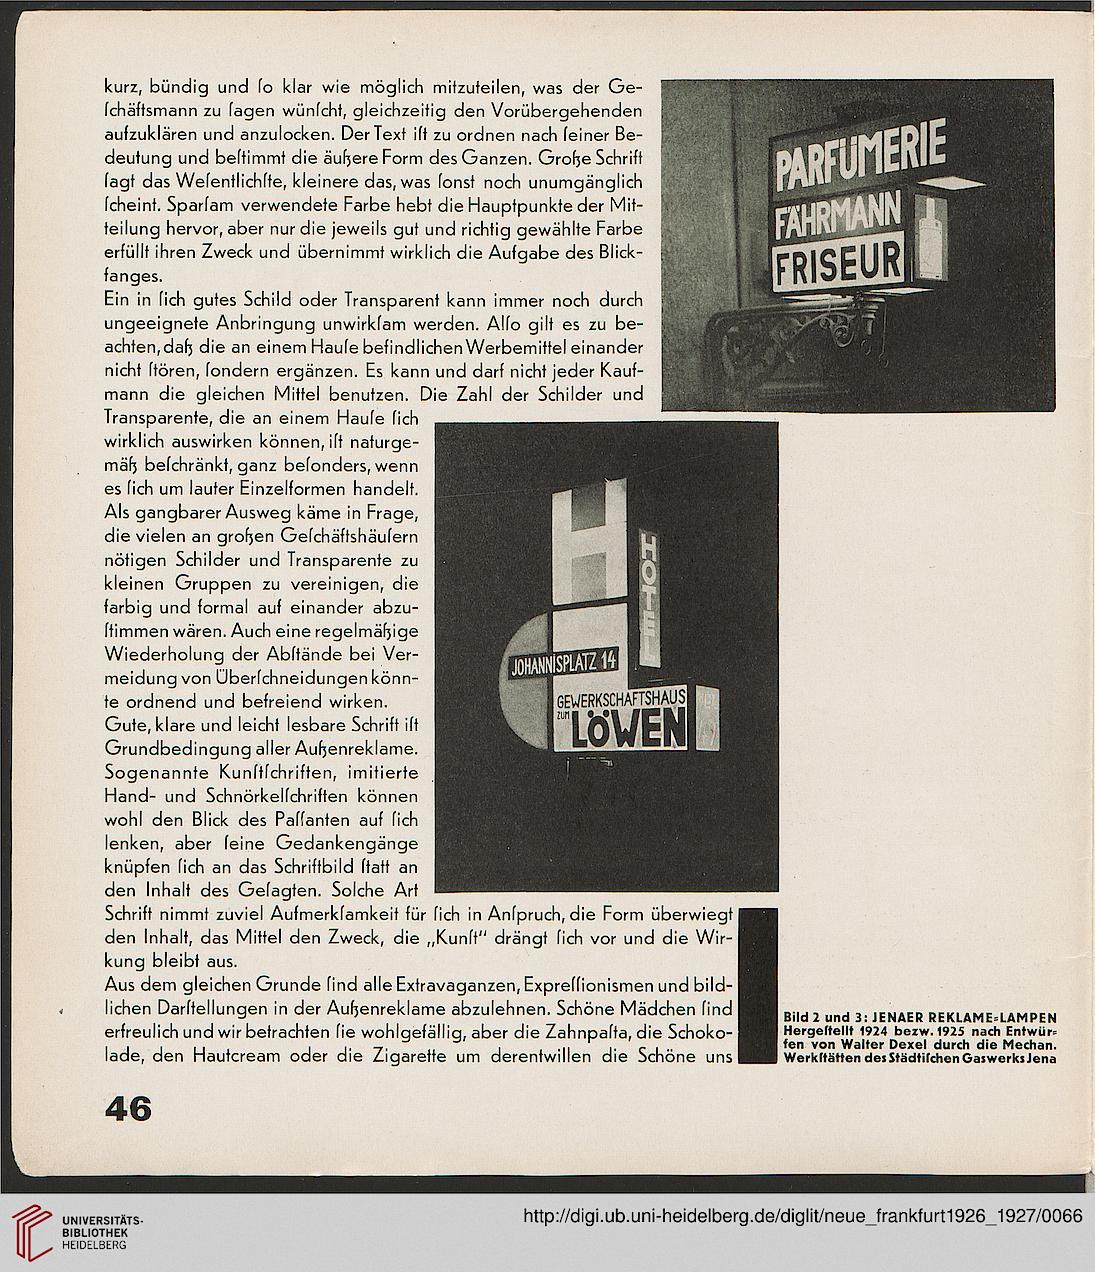 kurz, bündig und ſo klar wie möglich mitzuteilen, was der Ge-
ſchäftsmann zu ſagen wünſcht, gleichzeitig den Vorübergehenden
aufzuklären und anzulocken. Der Text iſt zu ordnen nach ſeiner Be-
deutung und beſtimmt die äußere Form des Ganzen. Große Schrift
ſagt das Weſentlichſte, kleinere das, was ſonst noch unumgänglich
ſcheint. Sparſam verwendete Farbe hebt die Hauptpunkte der Mit-
teilung hervor, aber nur die jeweils gut und richtig gewählte Farbe
erfüllt ihren Zweck und übernimmt wirklich die Aufgabe des Blick-
fanges.
Ein in ſich gutes Schild oder Transparent kann immer noch durch
ungeeignete Anbringung unwirkſam werden. Alſo gilt es zu be-
achten, daß die an einem Hauſe befindlichen Werbemittel einander
nicht ſtören, ſondern ergänzen. Es kann und darf nicht jeder Kauf-
mann die gleichen Mittel benutzen. Die Zahl der Schilder und
Transparente, die an einem Hauſe ſich
wirklich auswirken können, iſt naturge-
mäß beſchränkt, ganz beſonders, wenn
es ſich um lauter Einzelformen handelt.
Als gangbarer Ausweg käme in Frage,
die vielen an großen Geſchäftshäuſern
nötigen Schilder und Transparente zu
kleinen Gruppen zu vereinigen, die
farbig und formal auf einander abzu-
ſtimmen wären. Auch eine regelmäßige
Wiederholung der Abſtände bei Ver-
meidung von Überſchneidungen könn-
te ordnend und befreiend wirken.
Gute, klare und leicht lesbare Schrift iſt
Grundbedingung aller Außenreklame.
Sogenannte Kunſtſchriften, imitierte
Hand- und Schnörkelſchriften können
wohl den Blick des Paſſanten auf ſich
lenken, aber ſeine Gedankengänge
knüpfen ſich an das Schriftbild ſtatt an
den Inhalt des Geſagten. Solche Art
Schrift nimmt zuviel Aufmerkſamkeit für ſich in Anſpruch, die Form überwiegt
den Inhalt, das Mittel den Zweck, die „Kunſt" drängt ſich vor und die Wir-
kung bleibt aus.
Aus dem gleichen Grunde ſind alle Extravaganzen, Expreſſionismen und bild-
lichen Darſtellungen in der Außenreklame abzulehnen. Schöne Mädchen ſind
erfreulich und wir betrachten ſie wohlgefällig, aber die Zahnpaſta, die Schoko-
lade, den Hautcream oder die Zigarette um derentwillen die Schöne uns
PARFÜMERIE
FÄHRMANN
FRISEUR
H
HOTEL
JOHANNISPLATZ 14
GEWERKSCHAFTSHAUS
ZUM LÖWEN
Bild 2 und 3: JENAER REKLAME=LAMPEN
Hergeſtellt 1924 bezw. 1925 nach Entwür=
fen von Walter Dexel durch die Mechan.
Werkſtätten des Städtiſchen Gaswerks Jena
46
UNIVERSITÄTS-
BIBLIOTHEK
HEIDELBERG
http://digi.ub.uni-heidelberg.de/diglit/neue_frankfurt1926_1927/0066